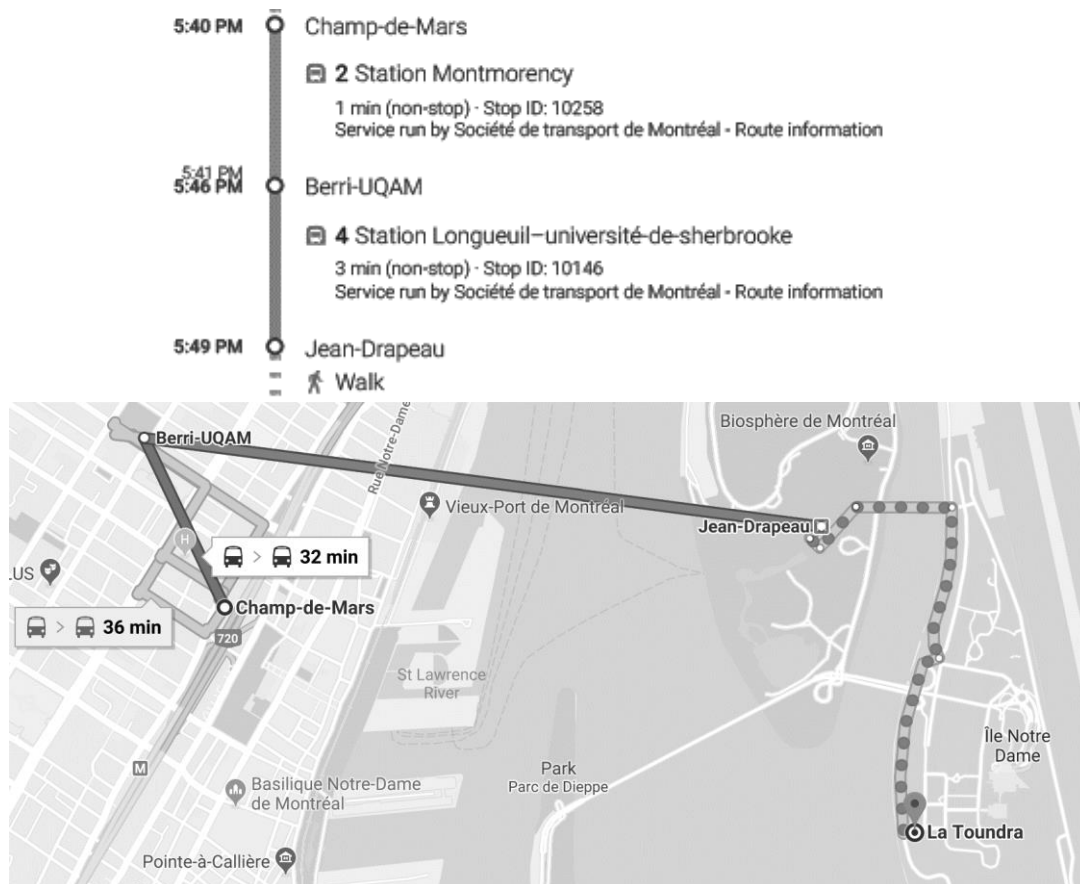 5:40 PM Champ-de-Mars
2 Station Montmorency
1 min (non-stop) · Stop ID: 10258
Service run by Société de transport de Montréal - Route information
5:41 PM
5:46 PM Berri-UQAM
4 Station Longueuil–université-de-sherbrooke
3 min (non-stop) · Stop ID: 10146
Service run by Société de transport de Montréal - Route information
5:49 PM Jean-Drapeau
Walk
Rue Notre-Dame
Biosphère de Montréal
Berri-UQAM
Vieux-Port de Montréal
Jean-Drapeau
H
> 32 min
LUS
Champ-de-Mars
> 36 min
720
St Lawrence
River
Île Notre
Dame
M
Park
Parc de Dieppe
Basilique Notre-Dame
de Montréal
La Toundra
Pointe-à-Callière